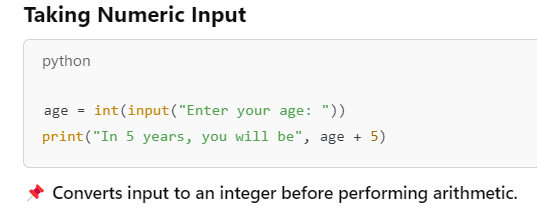 Taking Numeric Input
python
age = int(input("Enter your age: "))
print("In 5 years, you will be", age + 5)
📌 Converts input to an integer before performing arithmetic.